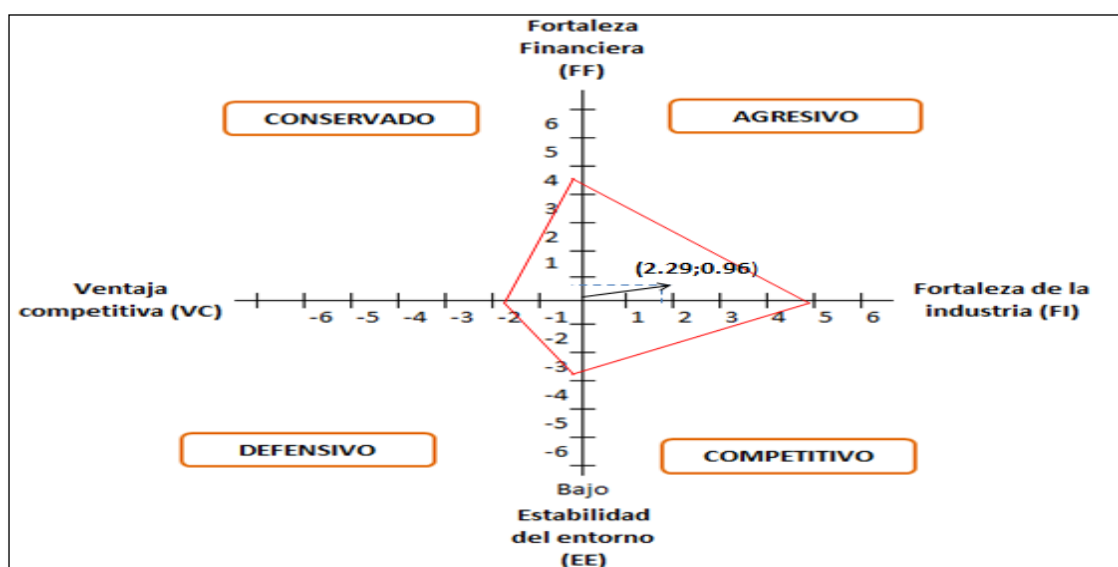 Fortaleza
Financiera
(FF)
CONSERVADO
AGRESIVO
6
5
4
3
2
1
(2.29;0.96)
Ventaja
competitiva (VC)
-6 -5 -4 -3 -2 -1 1 2 3 4 5 6
Fortaleza de la
industria (FI)
-2
-3
-4
-5
-6
DEFENSIVO
COMPETITIVO
Bajo
Estabilidad
del entorno
(EE)